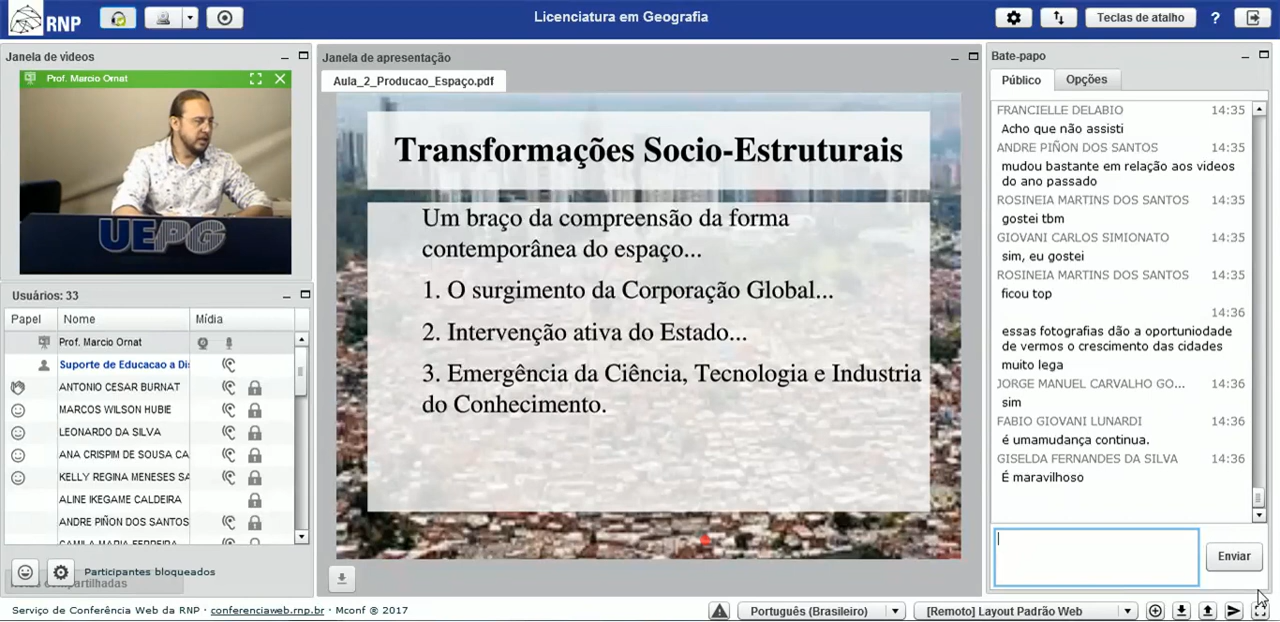 RNP
Licenciatura em Geografia
Teclas de atalho
?
Janela de vídeos
Prof. Marcio Ornat
UEPG
Usuários: 33
Papel Nome Mídia
Prof. Marcio Ornat
Suporte de Educacao a Di
ANTONIO CESAR BURNAT
MARCOS WILSON HUBIE
LEONARDO DA SILVA
ANA CRISPIM DE SOUSA CA
KELLY REGINA MENESES SA
ALINE IKEGAME CALDEIRA
ANDRE PIÑON DOS SANTOS
CAMILA MARIA FERREIRA
Participantes bloqueados
Janela de apresentação
Aula_2_Producao_Espaço.pdf
Transformações Socio-Estruturais
Um braço da compreensão da forma
contemporânea do espaço...
1. O surgimento da Corporação Global...
2. Intervenção ativa do Estado...
3. Emergência da Ciência, Tecnologia e Industria
do Conhecimento.
Bate-papo
Público Opções
FRANCIELLE DELABIO 14:35
Acho que não assisti
ANDRE PIÑON DOS SANTOS 14:35
mudou bastante em relação aos videos
do ano passado
ROSINEIA MARTINS DOS SANTOS 14:35
gostei tbm
GIOVANI CARLOS SIMIONATO 14:35
sim, eu gostei
ROSINEIA MARTINS DOS SANTOS 14:35
ficou top
14:36
essas fotografias dão a oportuniodade
de vermos o crescimento das cidades
muito lega
JORGE MANUEL CARVALHO GO... 14:36
sim
FABIO GIOVANI LUNARDI 14:36
é umamudança continua.
GISELDA FERNANDES DA SILVA 14:36
É maravilhoso
Enviar
Serviço de Conferência Web da RNP · conferenciaweb.rnp.br · Mconf ® 2017
Português (Brasileiro)
[Remoto] Layout Padrão Web